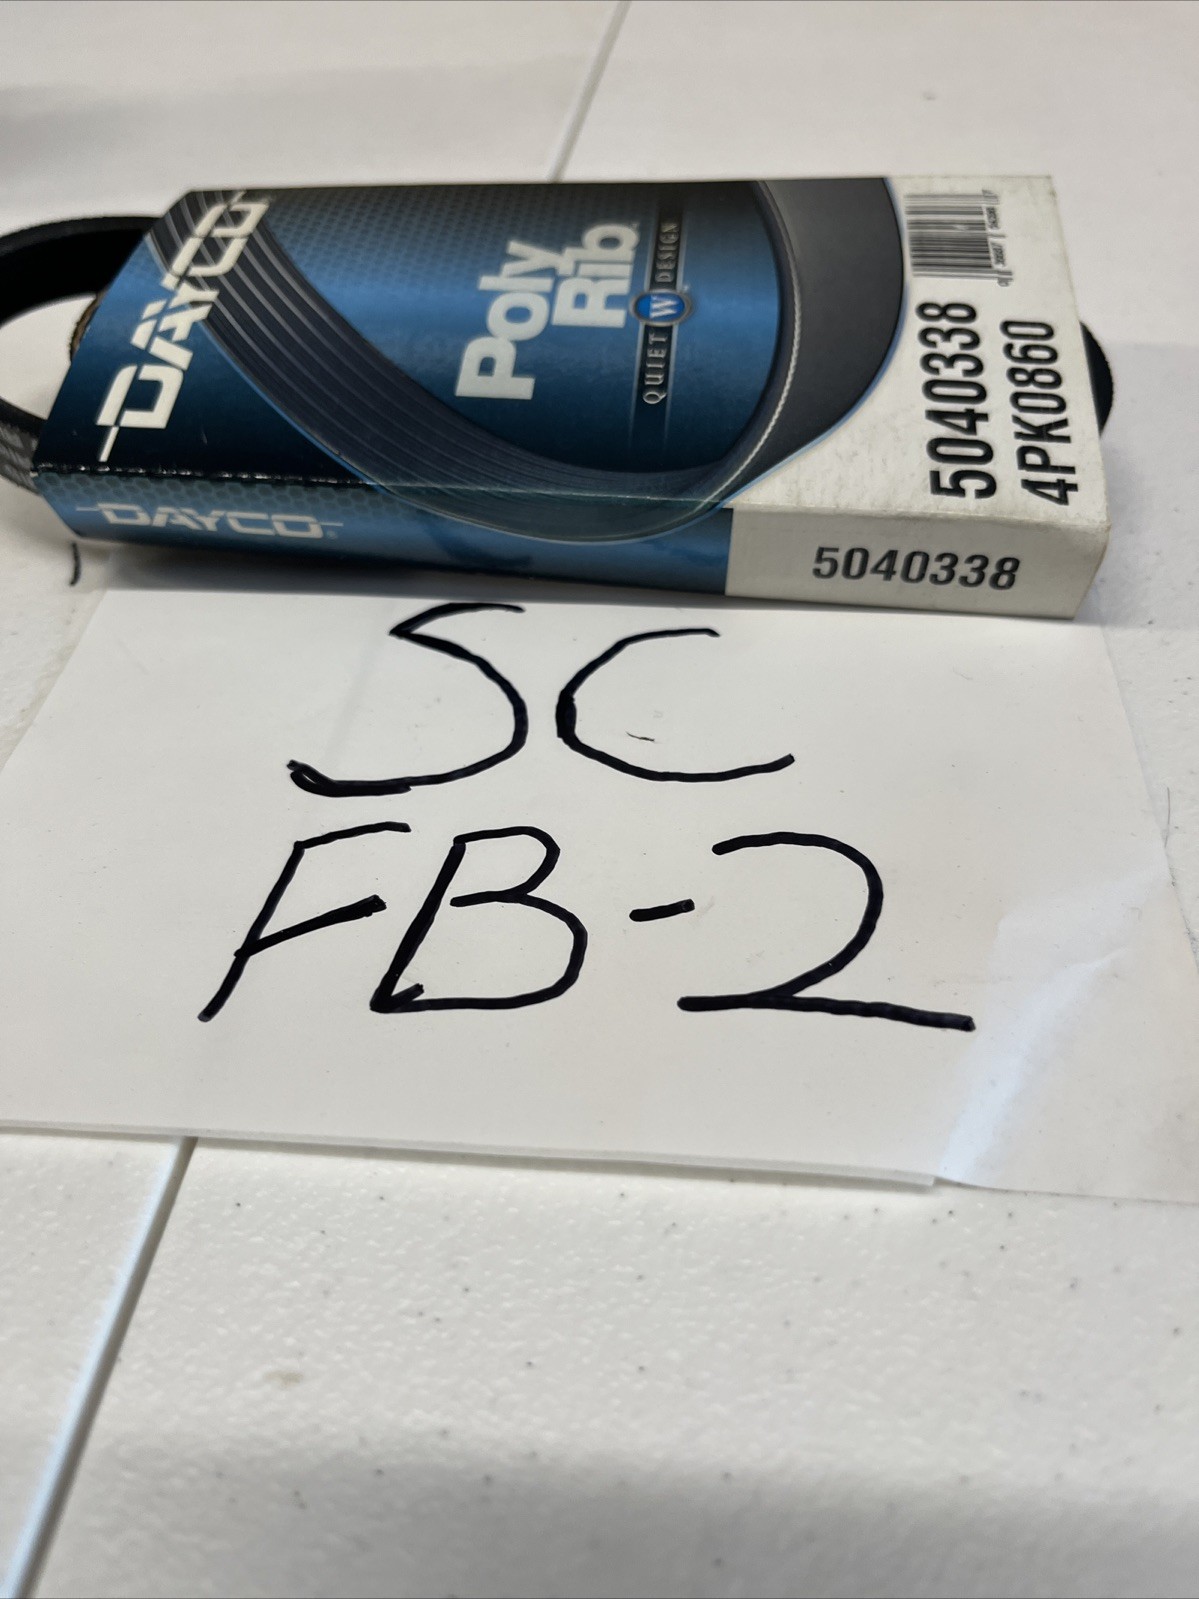 DAYCO
Poly
Rib
QUIET W DESIGN
5040338
4PK0860
DAYCO
5040338
SC
FB-2